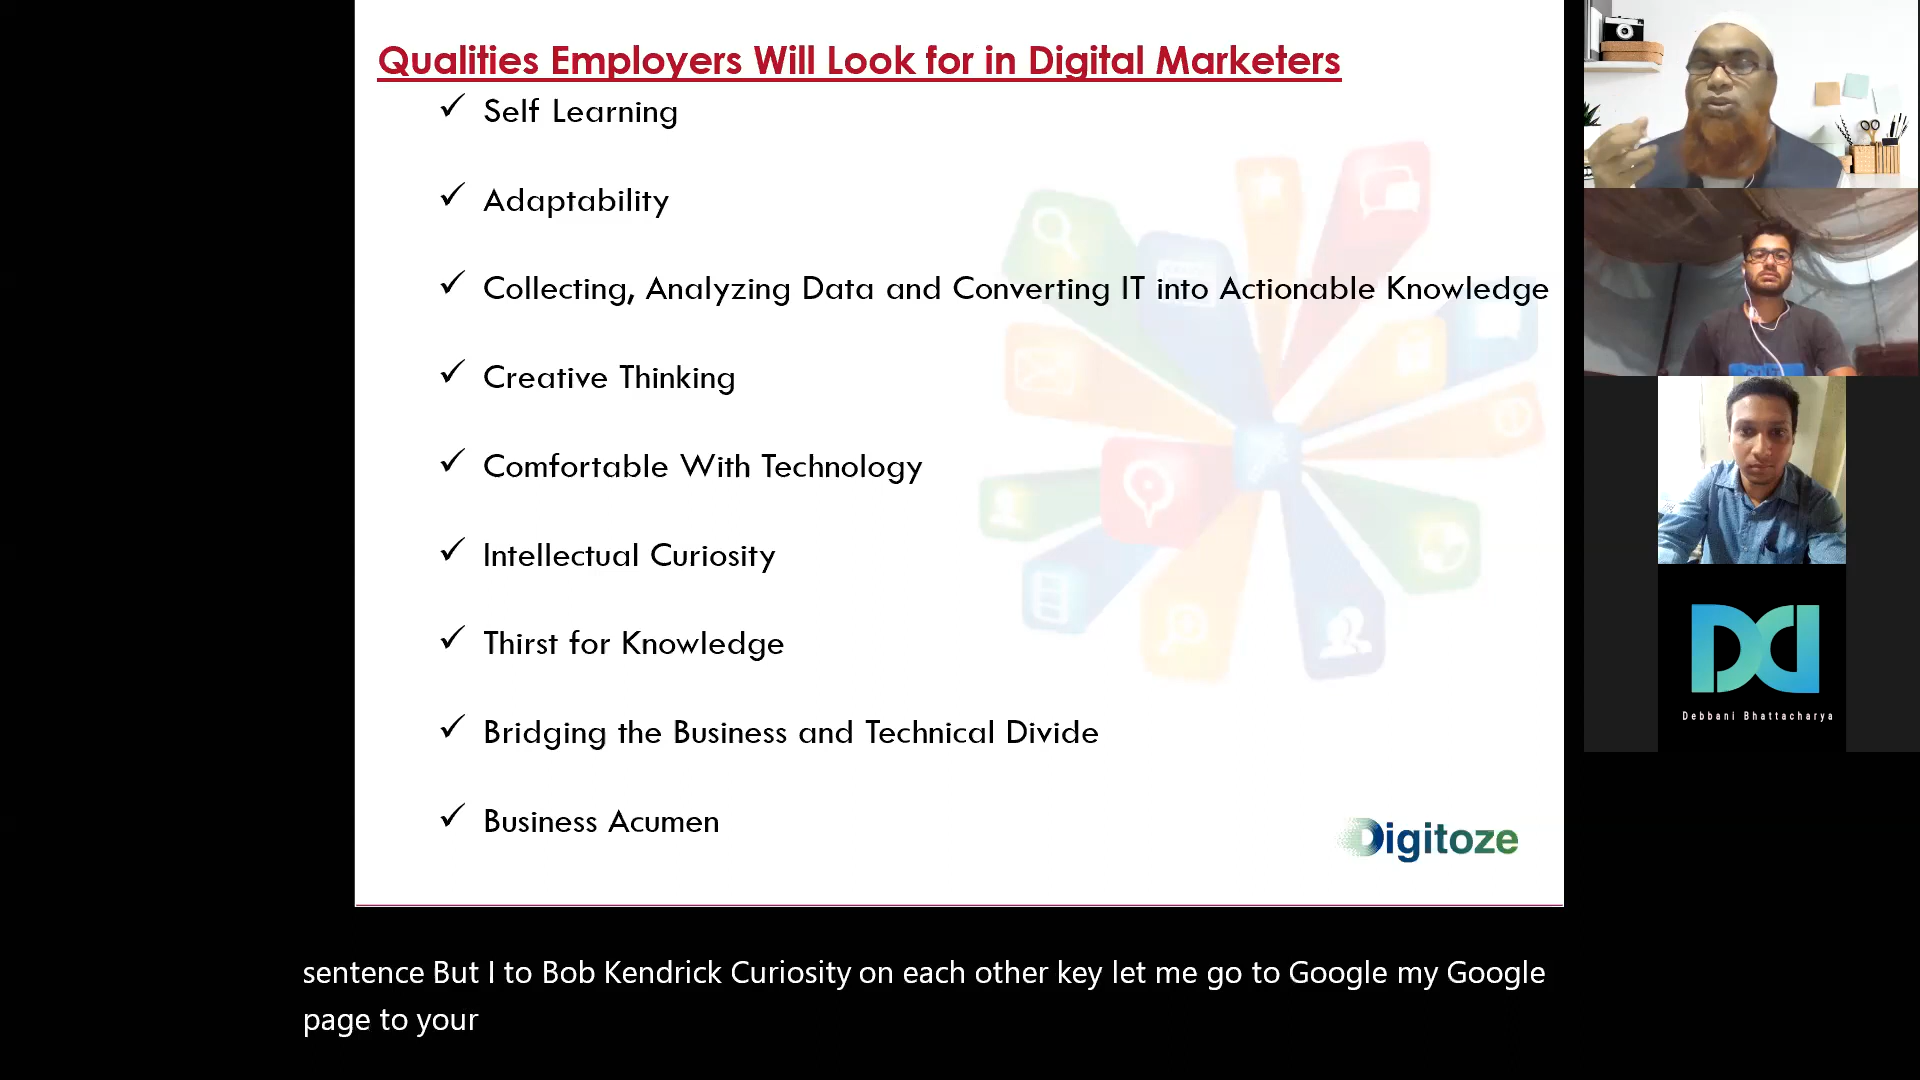 Qualities Employers Will Look for in Digital Marketers
✓ Self Learning
✓ Adaptability
✓ Collecting, Analyzing Data and Converting IT into Actionable Knowledge
✓ Creative Thinking
✓ Comfortable With Technology
✓ Intellectual Curiosity
✓ Thirst for Knowledge
✓ Bridging the Business and Technical Divide
✓ Business Acumen
Digitoze
DD
Debbani Bhattacharya
sentence But I to Bob Kendrick Curiosity on each other key let me go to Google my Google
page to your